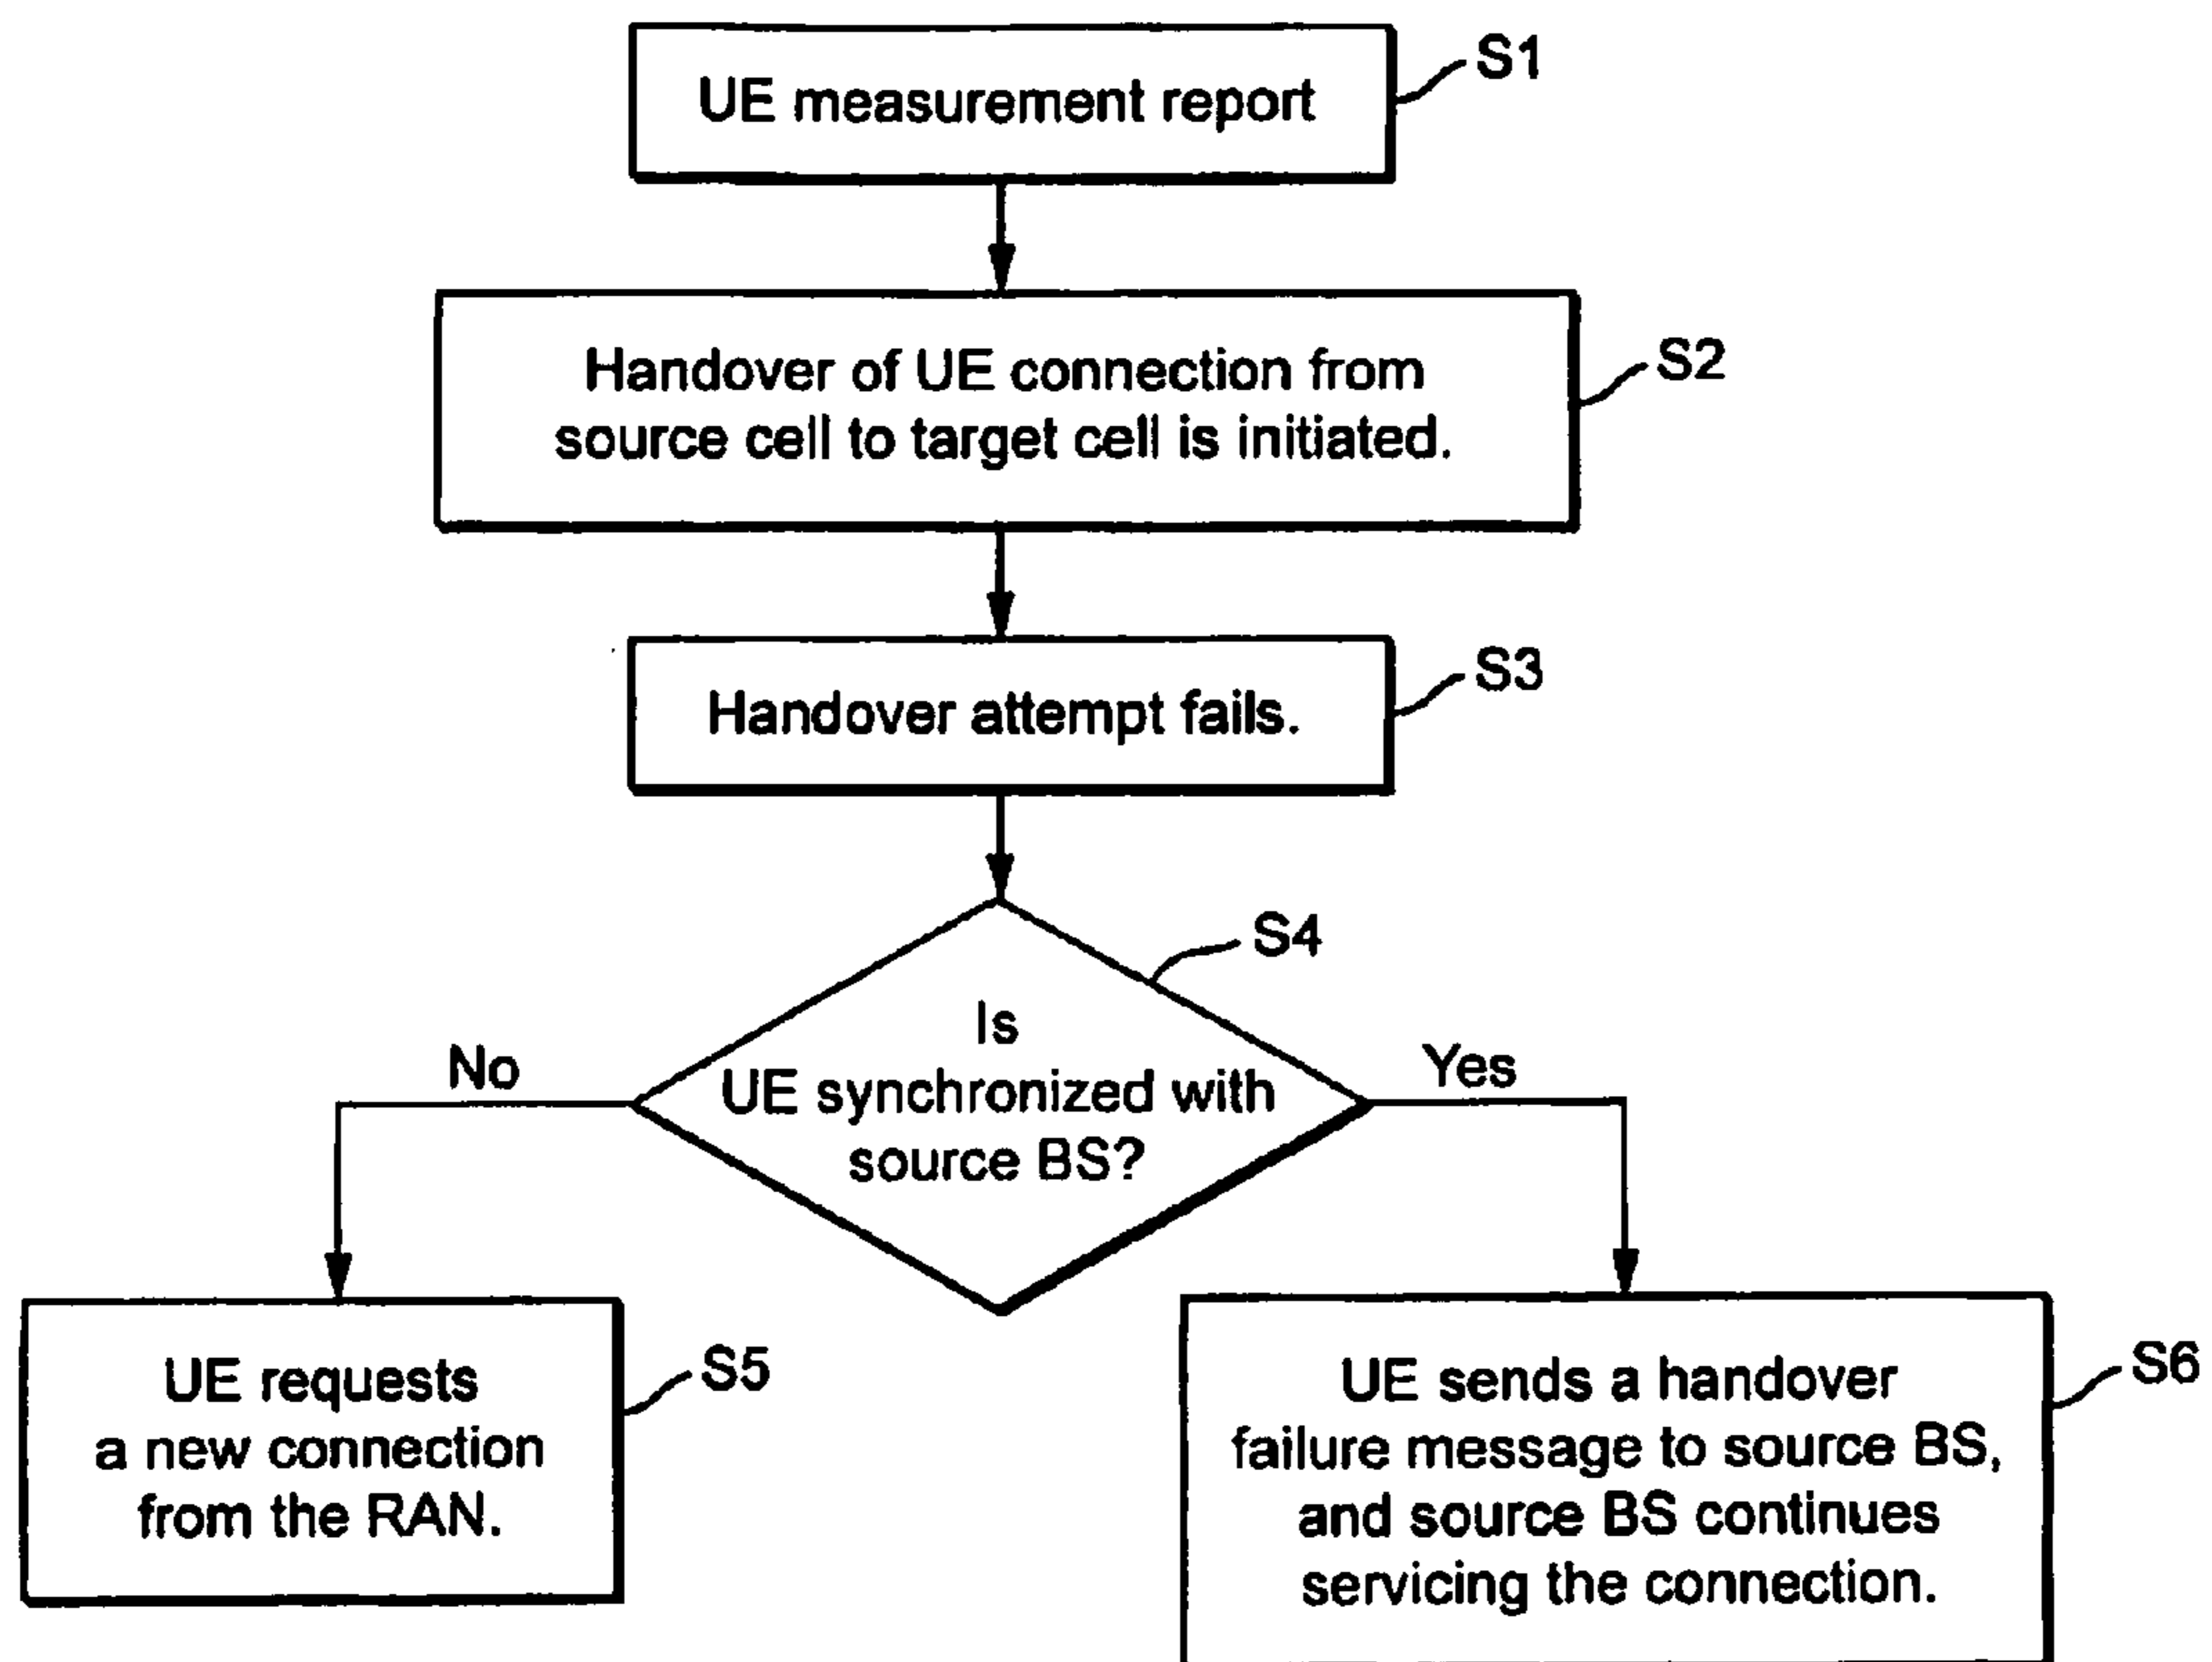 UE measurement report
S1
Handover of UE connection from
source cell to target cell is initiated.
S2
Handover attempt fails.
S3
S4
Is
UE synchronized with
source BS?
No
Yes
UE requests
a new connection
from the RAN.
S5
UE sends a handover
failure message to source BS,
and source BS continues
servicing the connection.
S6